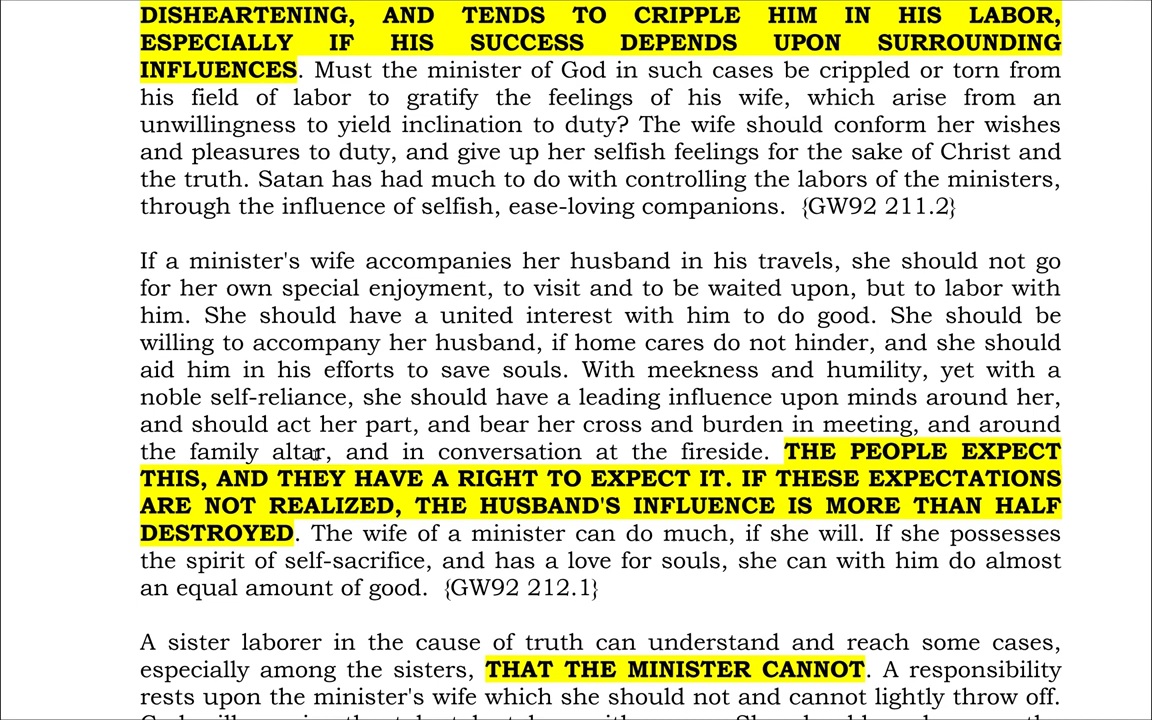 DISHEARTENING, AND TENDS TO CRIPPLE HIM IN HIS LABOR,
ESPECIALLY IF HIS SUCCESS DEPENDS UPON SURROUNDING
INFLUENCES. Must the minister of God in such cases be crippled or torn from
his field of labor to gratify the feelings of his wife, which arise from an
unwillingness to yield inclination to duty? The wife should conform her wishes
and pleasures to duty, and give up her selfish feelings for the sake of Christ and
the truth. Satan has had much to do with controlling the labors of the ministers,
through the influence of selfish, ease-loving companions. {GW92 211.2}
If a minister's wife accompanies her husband in his travels, she should not go
for her own special enjoyment, to visit and to be waited upon, but to labor with
him. She should have a united interest with him to do good. She should be
willing to accompany her husband, if home cares do not hinder, and she should
aid him in his efforts to save souls. With meekness and humility, yet with a
noble self-reliance, she should have a leading influence upon minds around her,
and should act her part, and bear her cross and burden in meeting, and around
the family altar, and in conversation at the fireside. THE PEOPLE EXPECT
THIS, AND THEY HAVE A RIGHT TO EXPECT IT. IF THESE EXPECTATIONS
ARE NOT REALIZED, THE HUSBAND'S INFLUENCE IS MORE THAN HALF
DESTROYED. The wife of a minister can do much, if she will. If she possesses
the spirit of self-sacrifice, and has a love for souls, she can with him do almost
an equal amount of good. {GW92 212.1}
A sister laborer in the cause of truth can understand and reach some cases,
especially among the sisters, THAT THE MINISTER CANNOT. A responsibility
rests upon the minister's wife which she should not and cannot lightly throw off.